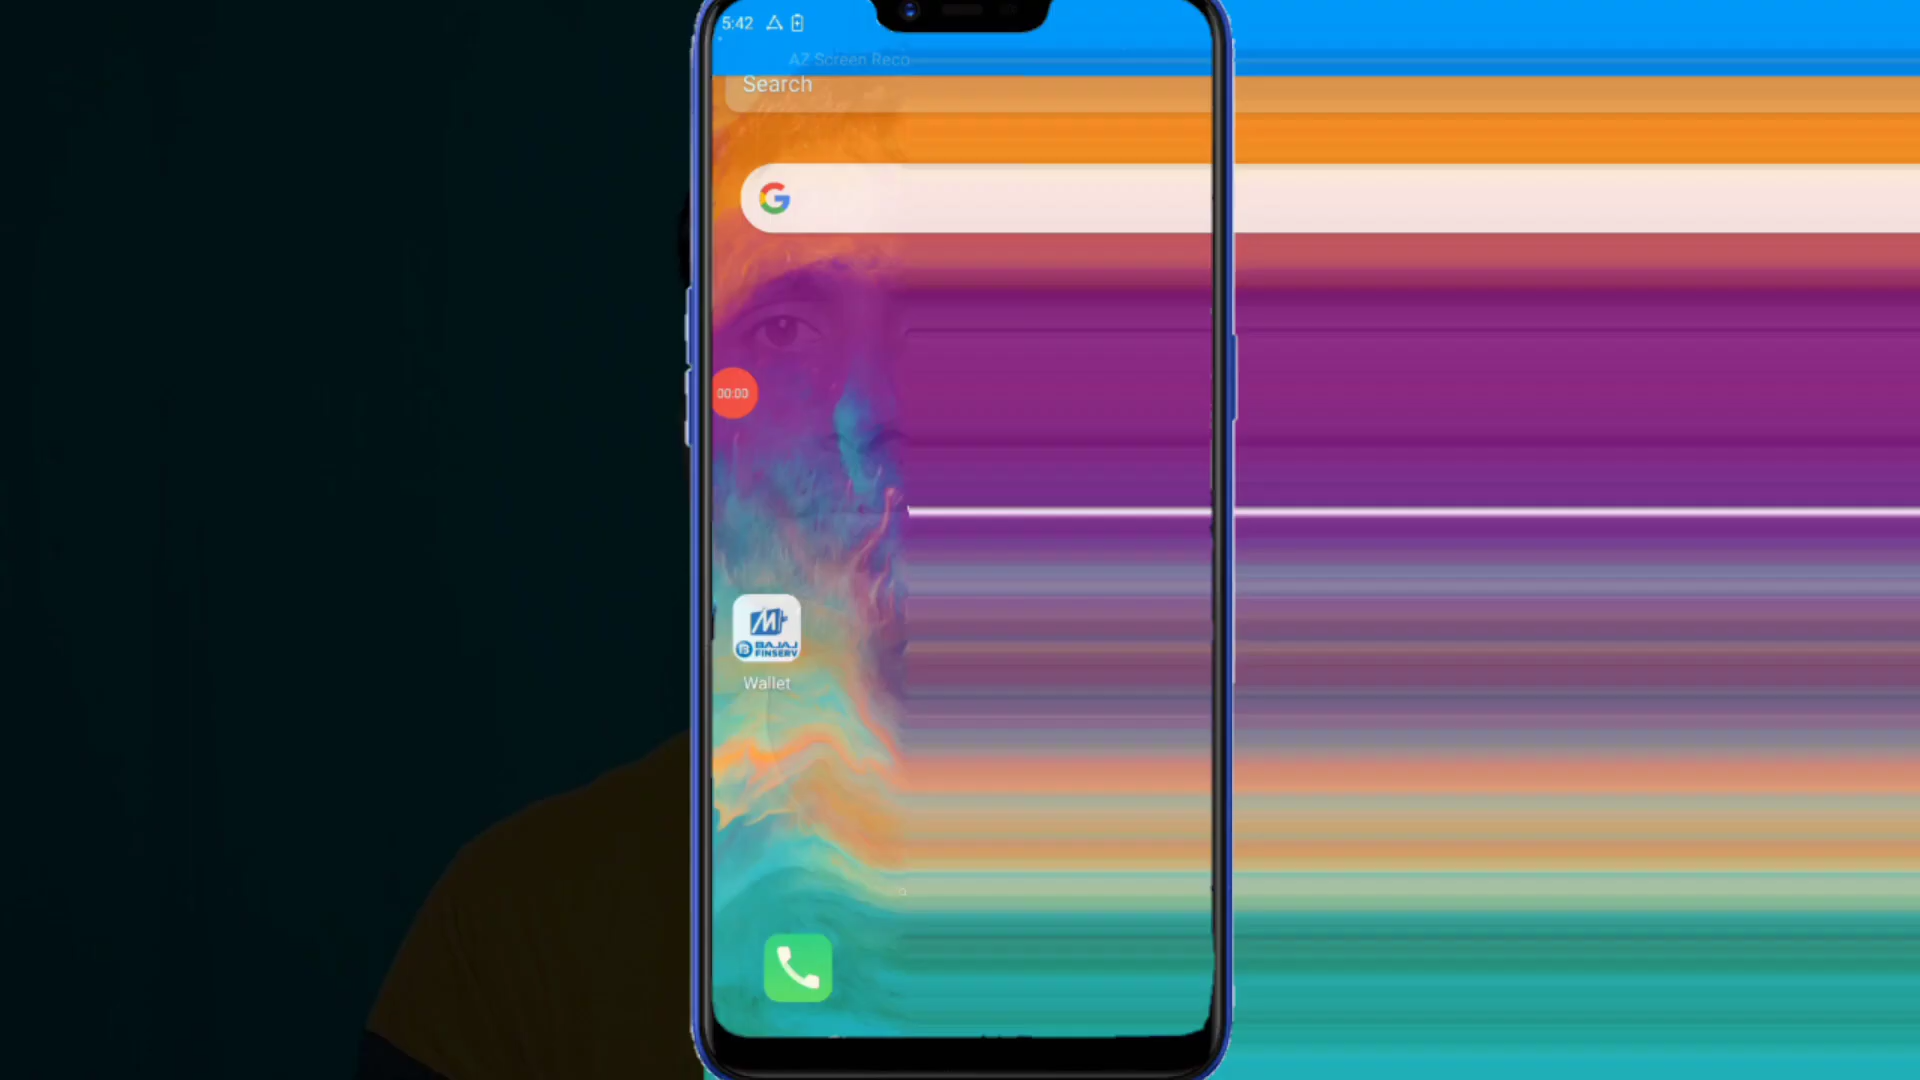 5:42
AZ Screen Reco
Search
G
00:00
M
B BAJAJ
FINSERV
Wallet